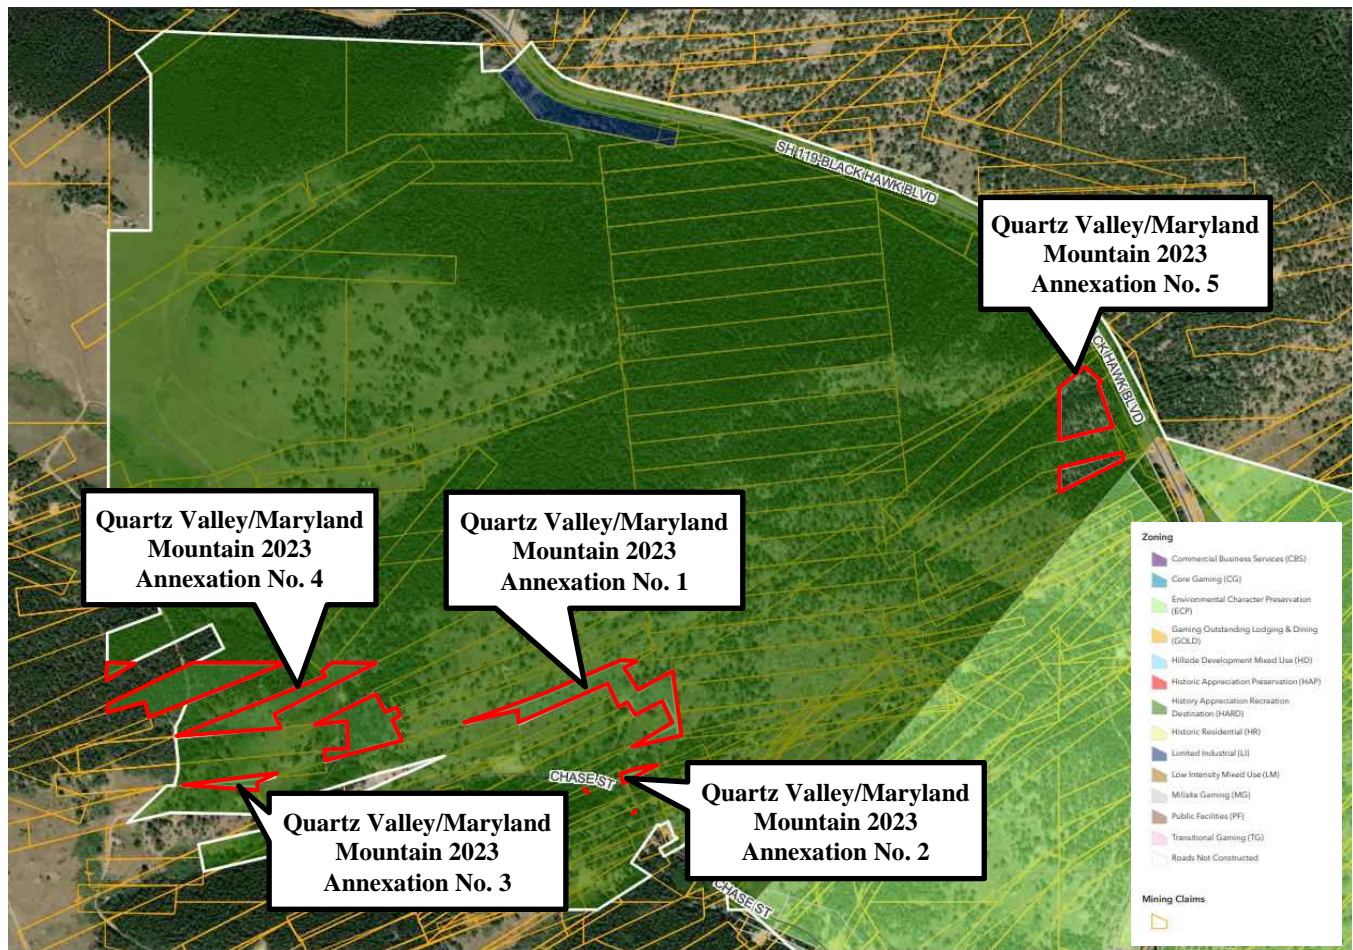 SH 119-BLACK HAWK BLVD
Quartz Valley/Maryland
Mountain 2023
Annexation No. 5
CK HAWK BLVD
Quartz Valley/Maryland
Mountain 2023
Annexation No. 4
Quartz Valley/Maryland
Mountain 2023
Annexation No. 1
CHASE ST
Quartz Valley/Maryland
Mountain 2023
Annexation No. 3
Quartz Valley/Maryland
Mountain 2023
Annexation No. 2
CHASE ST
Zoning
Commercial Business Services (CBS)
Core Gaming (CG)
Environmental Character Preservation
(ECP)
Gaming Outstanding Lodging & Dining
(GOLD)
Hillside Development Mixed Use (HD)
Historic Appreciation Preservation (HAP)
History Appreciation Recreation
Destination (HARD)
Historic Residential (HR)
Limited Industrial (LI)
Low Intensity Mixed Use (LM)
Millsite Gaming (MG)
Public Facilities (PF)
Transitional Gaming (TG)
Roads Not Constructed
Mining Claims